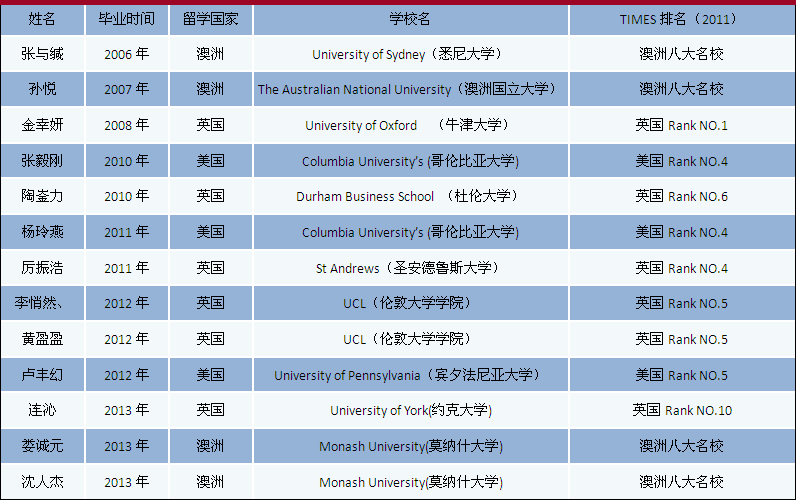 姓名 毕业时间 留学国家 学校名 TIMES 排名（2011）
张与缄 2006 年 澳洲 University of Sydney（悉尼大学） 澳洲八大名校
孙悦 2007 年 澳洲 The Australian National University（澳洲国立大学） 澳洲八大名校
金幸妍 2008 年 英国 University of Oxford （牛津大学） 英国 Rank NO.1
张毅刚 2010 年 美国 Columbia University’s (哥伦比亚大学) 美国 Rank NO.4
陶崟力 2010 年 英国 Durham Business School （杜伦大学） 英国 Rank NO.6
杨玲燕 2011 年 美国 Columbia University’s (哥伦比亚大学) 美国 Rank NO.4
厉振浩 2011 年 英国 St Andrews（圣安德鲁斯大学） 英国 Rank NO.4
李悄然、 2012 年 英国 UCL（伦敦大学学院） 英国 Rank NO.5
黄盈盈 2012 年 英国 UCL（伦敦大学学院） 英国 Rank NO.5
卢丰幻 2012 年 美国 University of Pennsylvania（宾夕法尼亚大学） 美国 Rank NO.5
连沁 2013 年 英国 University of York(约克大学) 英国 Rank NO.10
娄诚元 2013 年 澳洲 Monash University(莫纳什大学) 澳洲八大名校
沈人杰 2013 年 澳洲 Monash University(莫纳什大学) 澳洲八大名校